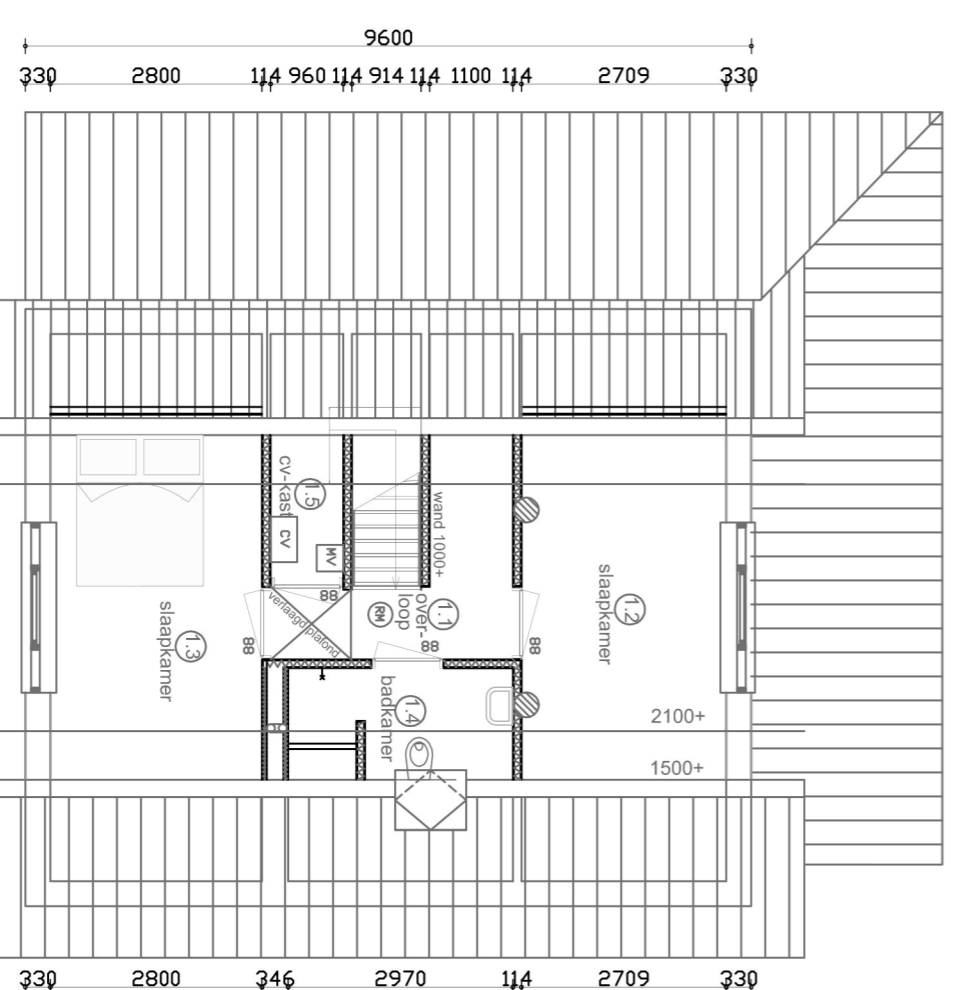 9600
330 2800 114 960 114 914 114 1100 114 2709 330
1.5
cv-kast
CV
MV
wand 1000+
88
verlaagd plafond
RM
1.1
over-
loop
88
1.2
slaapkamer
88
1.3
slaapkamer
88
1.4
badkamer
2100+
1500+
330 2800 346 2970 114 2709 330